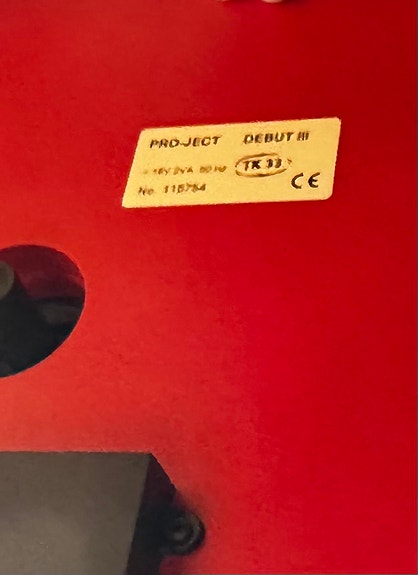 PRO-JECT DEBUT III
~ 16V 2VA 50 Hz TK 33
No. 115754 CE